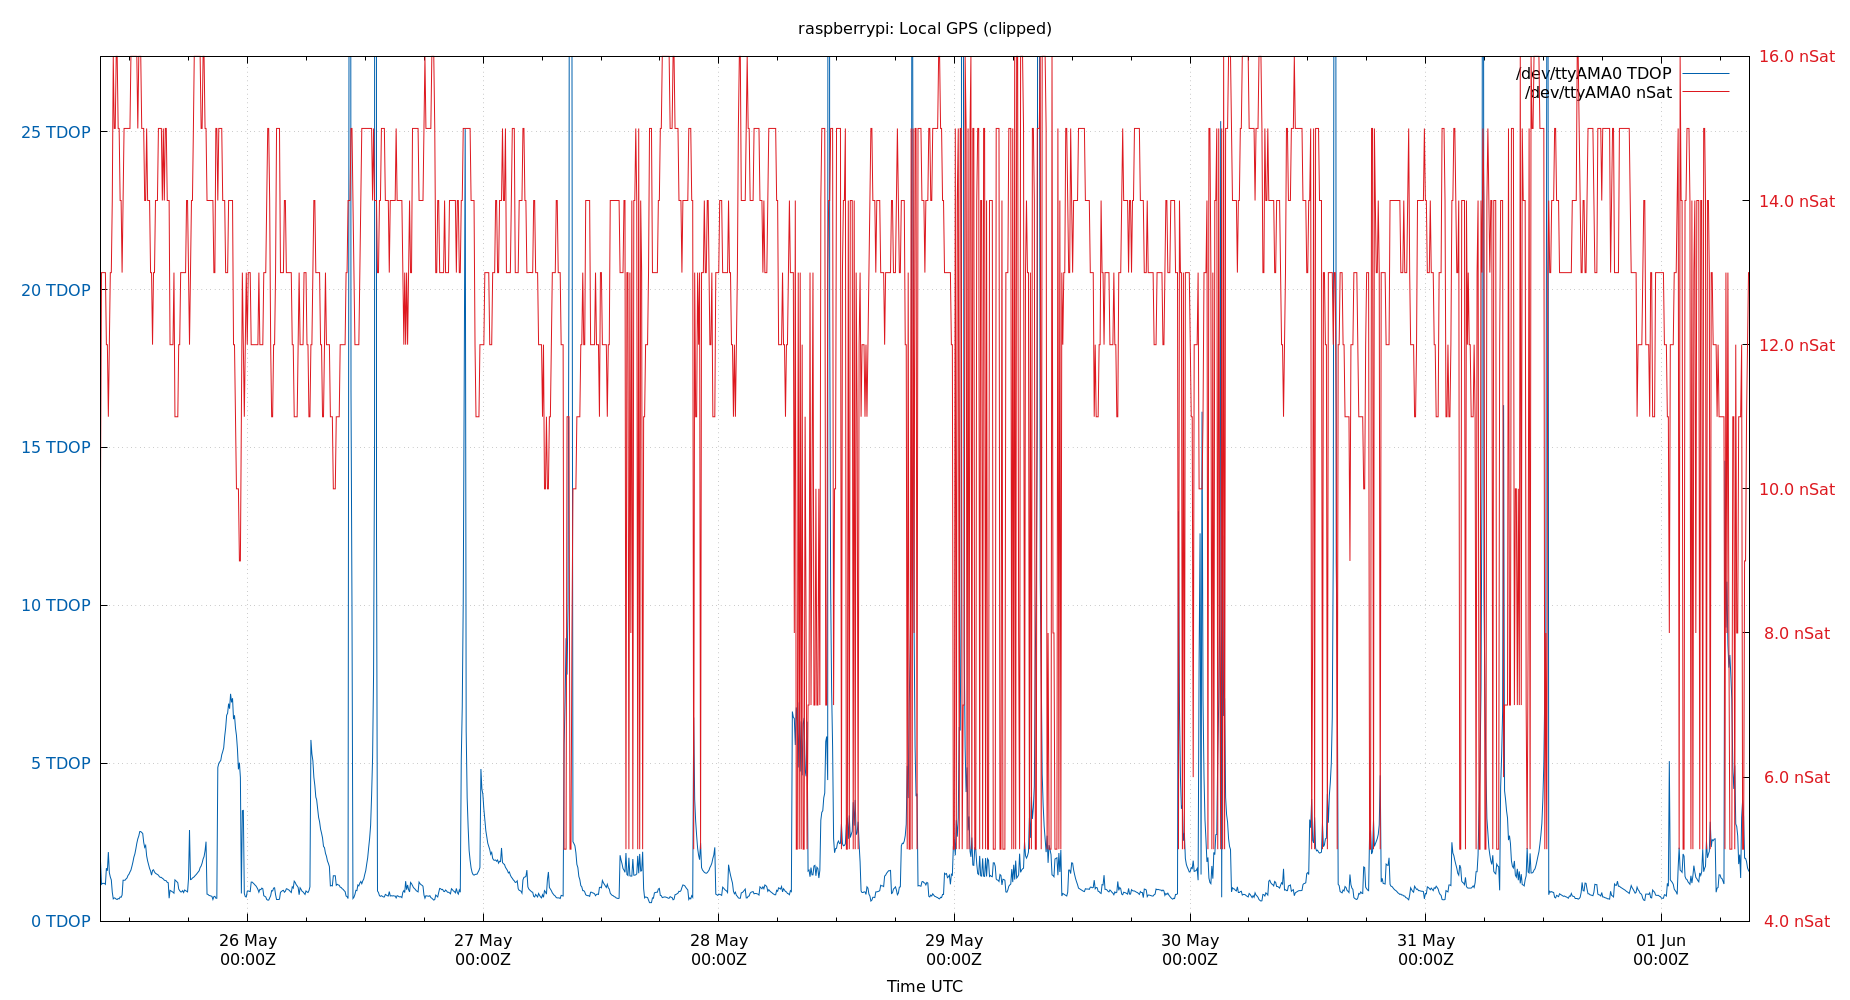 raspberrypi: Local GPS (clipped)
16.0 nSat
/dev/ttyAMA0 TDOP
/dev/ttyAMA0 nSat
25 TDOP
14.0 nSat
20 TDOP
12.0 nSat
15 TDOP
10.0 nSat
10 TDOP
8.0 nSat
5 TDOP
6.0 nSat
0 TDOP
4.0 nSat
26 May 27 May 28 May 29 May 30 May 31 May 01 Jun
00:00Z 00:00Z 00:00Z 00:00Z 00:00Z 00:00Z 00:00Z
Time UTC